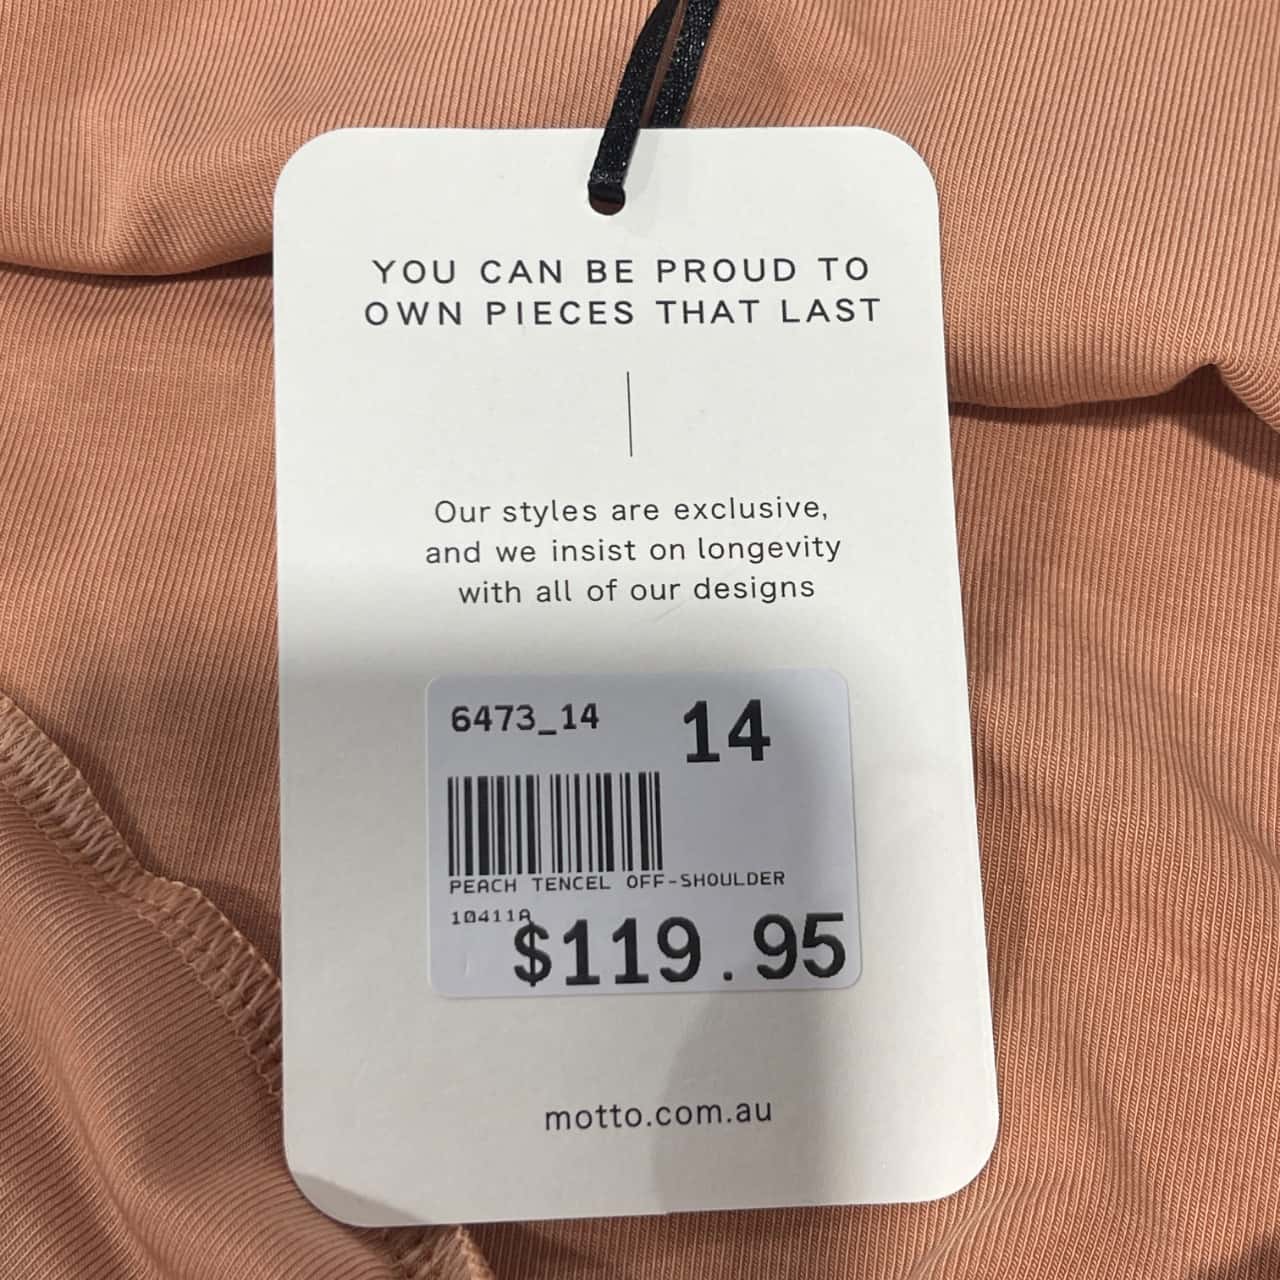 YOU CAN BE PROUD TO
OWN PIECES THAT LAST
Our styles are exclusive,
and we insist on longevity
with all of our designs
6473_14 14
PEACH TENCEL OFF-SHOULDER
10411A
$119.95
motto.com.au